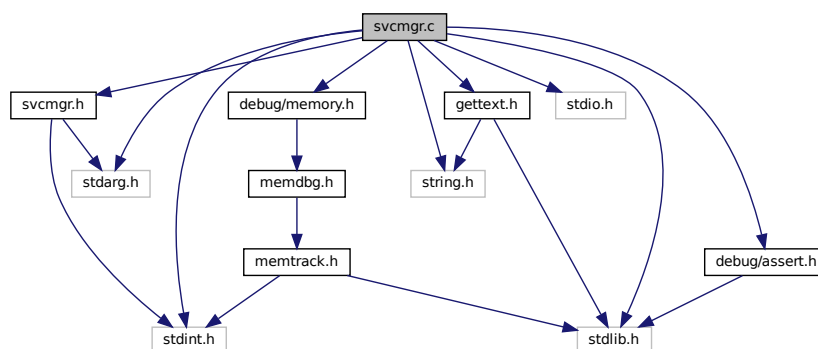 svcmgr.c
svcmgr.h
debug/memory.h
gettext.h
stdio.h
stdarg.h
memdbg.h
string.h
memtrack.h
debug/assert.h
stdint.h
stdlib.h